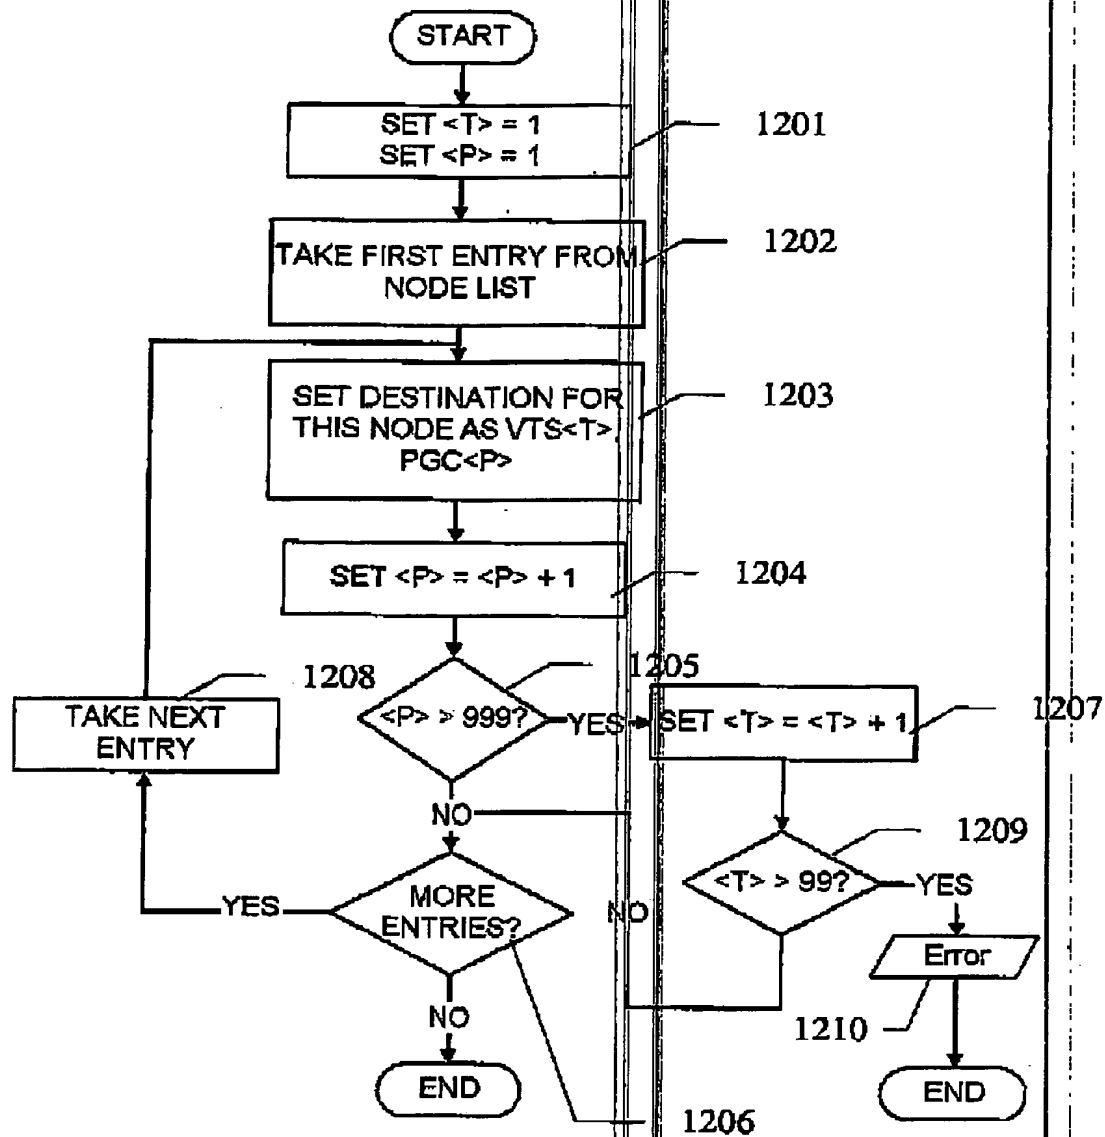 START
SET <T> = 1
SET <P> = 1
1201
TAKE FIRST ENTRY FROM
NODE LIST
1202
SET DESTINATION FOR
THIS NODE AS VTS<T>
PGC<P>
1203
SET <P> = <P> + 1
1204
1208
TAKE NEXT
ENTRY
1205
<P> > 999?
YES
SET <T> = <T> + 1
1207
NO
1209
<T> > 99?
YES
MORE
ENTRIES?
YES
NO
Error
1210
NO
END
END
1206